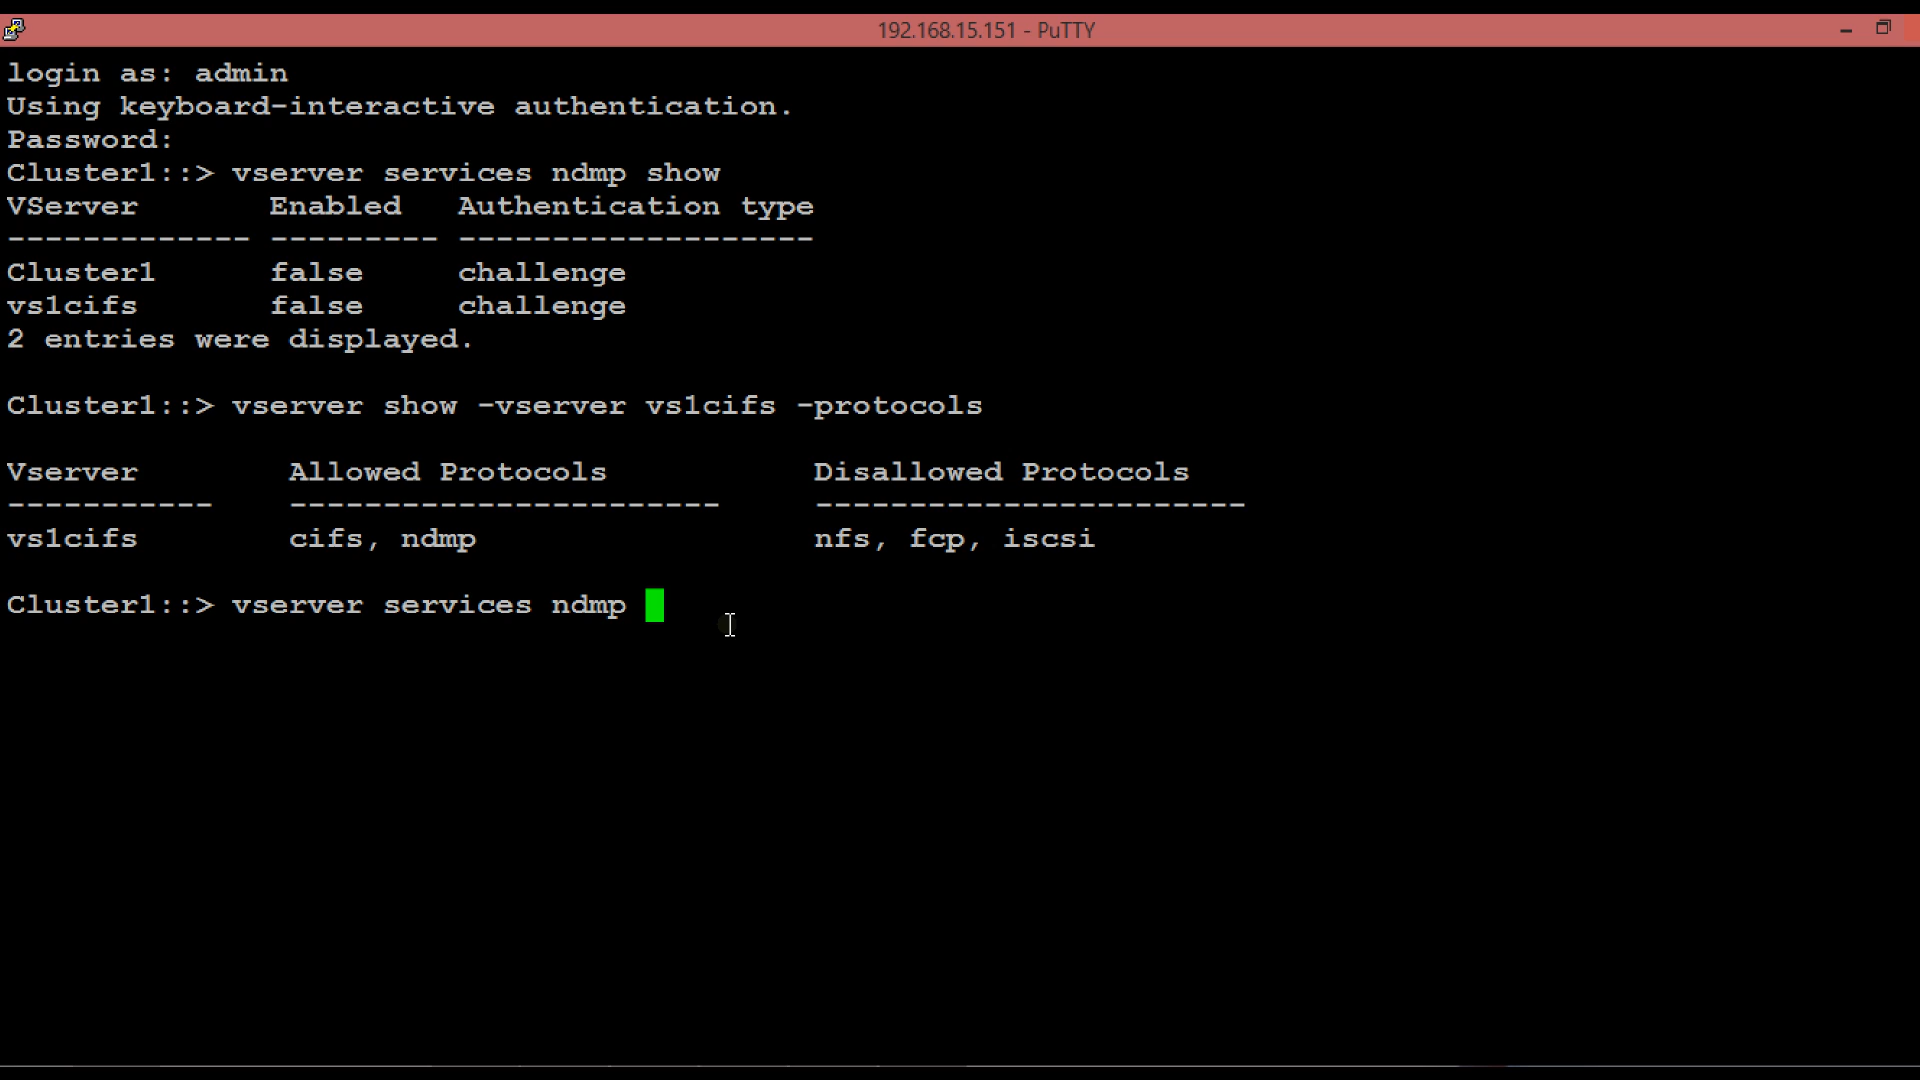 192.168.15.151 - PuTTY
login as: admin
Using keyboard-interactive authentication.
Password:
Cluster1::> vserver services ndmp show
VServer       Enabled   Authentication type
------------- --------- -------------------
Cluster1      false     challenge
vs1cifs       false     challenge
2 entries were displayed.
Cluster1::> vserver show -vserver vs1cifs -protocols
Vserver        Allowed Protocols           Disallowed Protocols
-----------    -----------------------     -----------------------
vs1cifs        cifs, ndmp                  nfs, fcp, iscsi
Cluster1::> vserver services ndmp